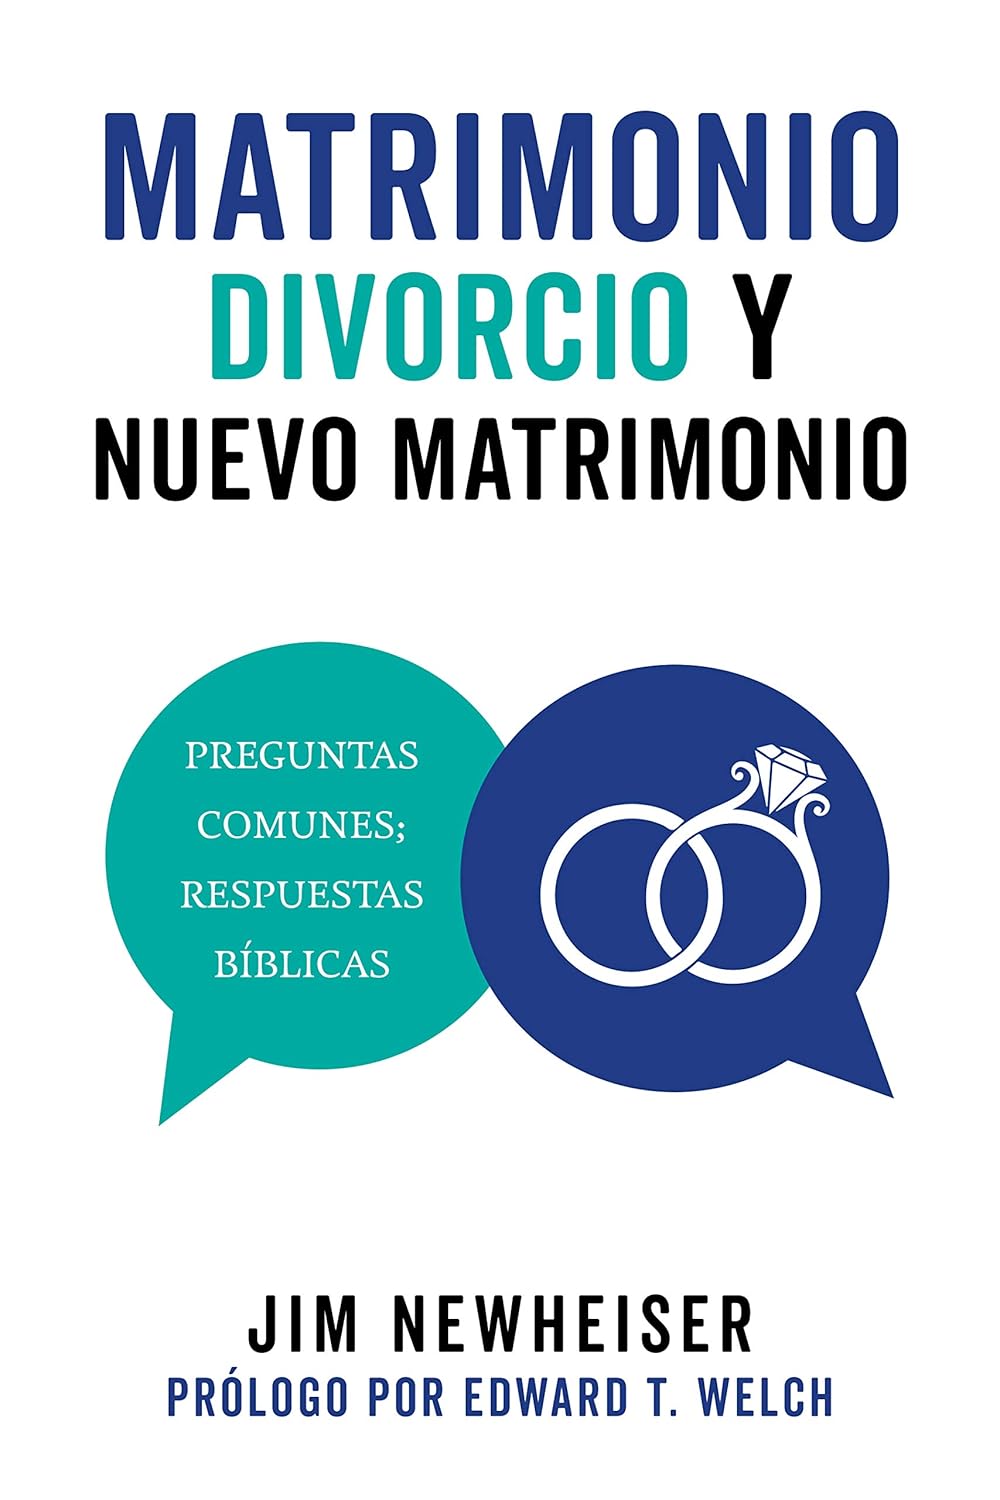 MATRIMONIO
DIVORCIO Y
NUEVO MATRIMONIO
PREGUNTAS
COMUNES;
RESPUESTAS
BÍBLICAS
JIM NEWHEISER
PRÓLOGO POR EDWARD T. WELCH